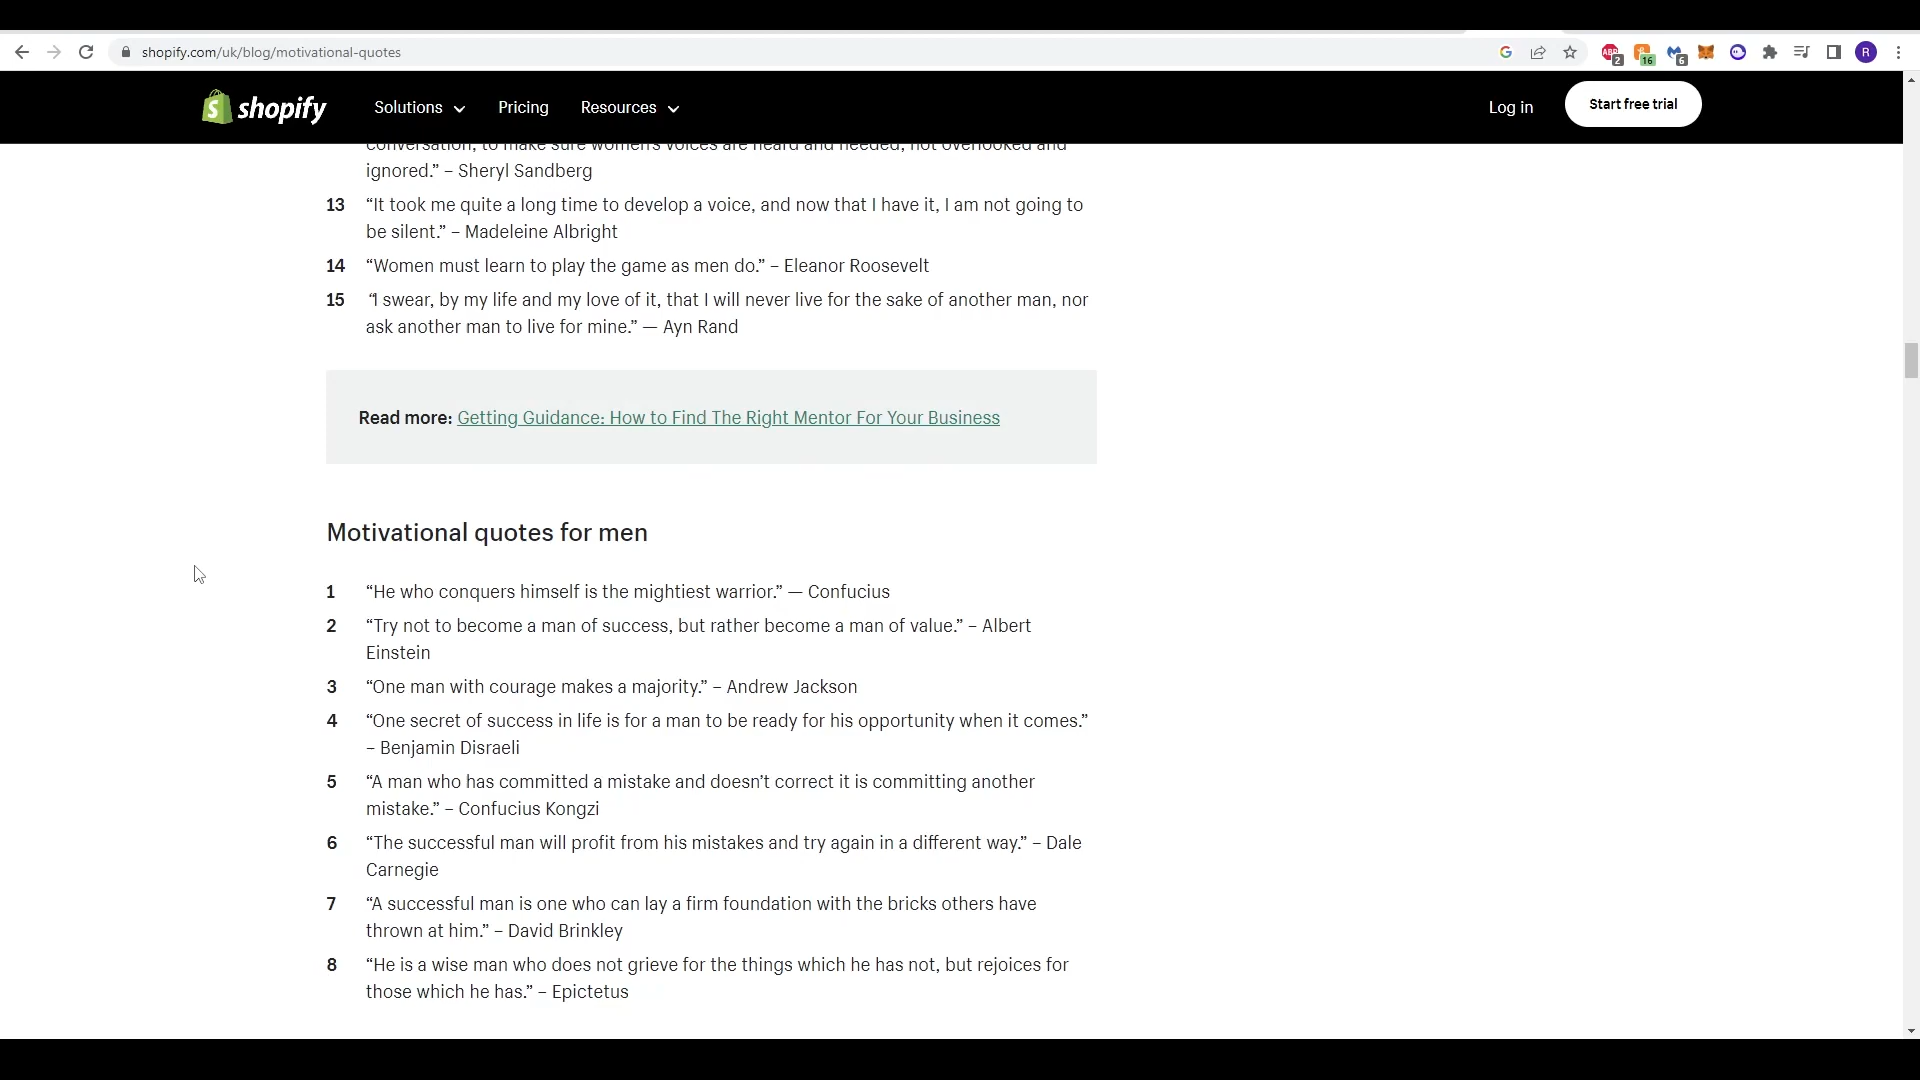 shopify.com/uk/blog/motivational-quotes
2
16
6
R
shopify
Solutions
Pricing
Resources
Log in
Start free trial
conversation, to make sure women's voices are heard and heeded, not overlooked and
ignored.” – Sheryl Sandberg
13 “It took me quite a long time to develop a voice, and now that I have it, I am not going to
be silent.” – Madeleine Albright
14 “Women must learn to play the game as men do.” – Eleanor Roosevelt
15 “I swear, by my life and my love of it, that I will never live for the sake of another man, nor
ask another man to live for mine.” — Ayn Rand
Read more: Getting Guidance: How to Find The Right Mentor For Your Business
Motivational quotes for men
1 “He who conquers himself is the mightiest warrior.” — Confucius
2 “Try not to become a man of success, but rather become a man of value.” – Albert
Einstein
3 “One man with courage makes a majority.” – Andrew Jackson
4 “One secret of success in life is for a man to be ready for his opportunity when it comes.”
– Benjamin Disraeli
5 “A man who has committed a mistake and doesn’t correct it is committing another
mistake.” – Confucius Kongzi
6 “The successful man will profit from his mistakes and try again in a different way.” – Dale
Carnegie
7 “A successful man is one who can lay a firm foundation with the bricks others have
thrown at him.” – David Brinkley
8 “He is a wise man who does not grieve for the things which he has not, but rejoices for
those which he has.” – Epictetus